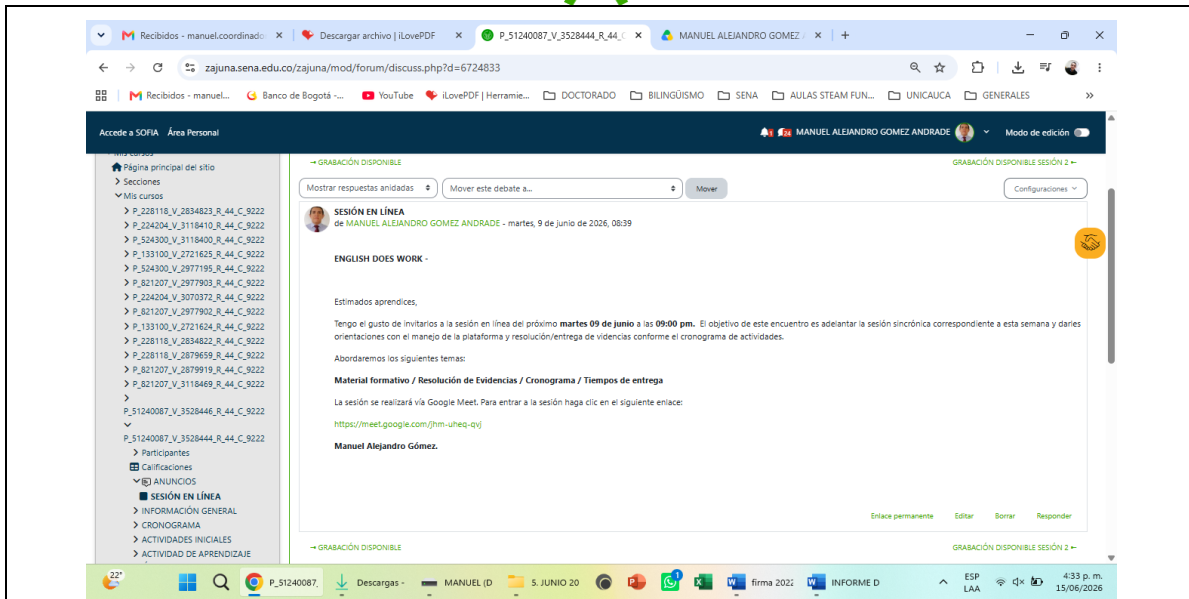 Recibidos - manuel.coordinado
Descargar archivo | iLovePDF
P_51240087_V_3528444_R_44_C
MANUEL ALEJANDRO GOMEZ
zajuna.sena.edu.co/zajuna/mod/forum/discuss.php?d=6724833
Recibidos - manuel...
Banco de Bogotá -...
YouTube
iLovePDF | Herramie...
DOCTORADO
BILINGÜISMO
SENA
AULAS STEAM FUN...
UNICAUCA
GENERALES
Accede a SOFIA Área Personal
MANUEL ALEJANDRO GOMEZ ANDRADE
Modo de edición
Mis cursos
Página principal del sitio
Secciones
Mis cursos
P_228118_V_2834823_R_44_C_9222
P_224204_V_3118410_R_44_C_9222
P_524300_V_3118400_R_44_C_9222
P_133100_V_2721625_R_44_C_9222
P_524300_V_2977195_R_44_C_9222
P_821207_V_2977903_R_44_C_9222
P_224204_V_3070372_R_44_C_9222
P_821207_V_2977902_R_44_C_9222
P_133100_V_2721624_R_44_C_9222
P_228118_V_2834822_R_44_C_9222
P_228118_V_2879659_R_44_C_9222
P_821207_V_2879919_R_44_C_9222
P_821207_V_3118469_R_44_C_9222
P_51240087_V_3528446_R_44_C_9222
P_51240087_V_3528444_R_44_C_9222
Participantes
Calificaciones
ANUNCIOS
SESIÓN EN LÍNEA
INFORMACIÓN GENERAL
CRONOGRAMA
ACTIVIDADES INICIALES
ACTIVIDAD DE APRENDIZAJE
→ GRABACIÓN DISPONIBLE
GRABACIÓN DISPONIBLE SESIÓN 2 ←
Mostrar respuestas anidadas
Mover este debate a...
Mover
Configuraciones
SESIÓN EN LÍNEA
de MANUEL ALEJANDRO GOMEZ ANDRADE - martes, 9 de junio de 2026, 08:39
ENGLISH DOES WORK -
Estimados aprendices,
Tengo el gusto de invitarlos a la sesión en línea del próximo martes 09 de junio a las 09:00 pm. El objetivo de este encuentro es adelantar la sesión sincrónica correspondiente a esta semana y darles
orientaciones con el manejo de la plataforma y resolución/entrega de videncias conforme el cronograma de actividades.
Abordaremos los siguientes temas:
Material formativo / Resolución de Evidencias / Cronograma / Tiempos de entrega
La sesión se realizará vía Google Meet. Para entrar a la sesión haga clic en el siguiente enlace:
https://meet.google.com/jhm-uheq-qvj
Manuel Alejandro Gómez.
Enlace permanente Editar Borrar Responder
→ GRABACIÓN DISPONIBLE
GRABACIÓN DISPONIBLE SESIÓN 2 ←
22°
P_51240087_
Descargas -
MANUEL (D
5. JUNIO 20
1
firma 2022
INFORME D
ESP
LAA
4:33 p. m.
15/06/2026